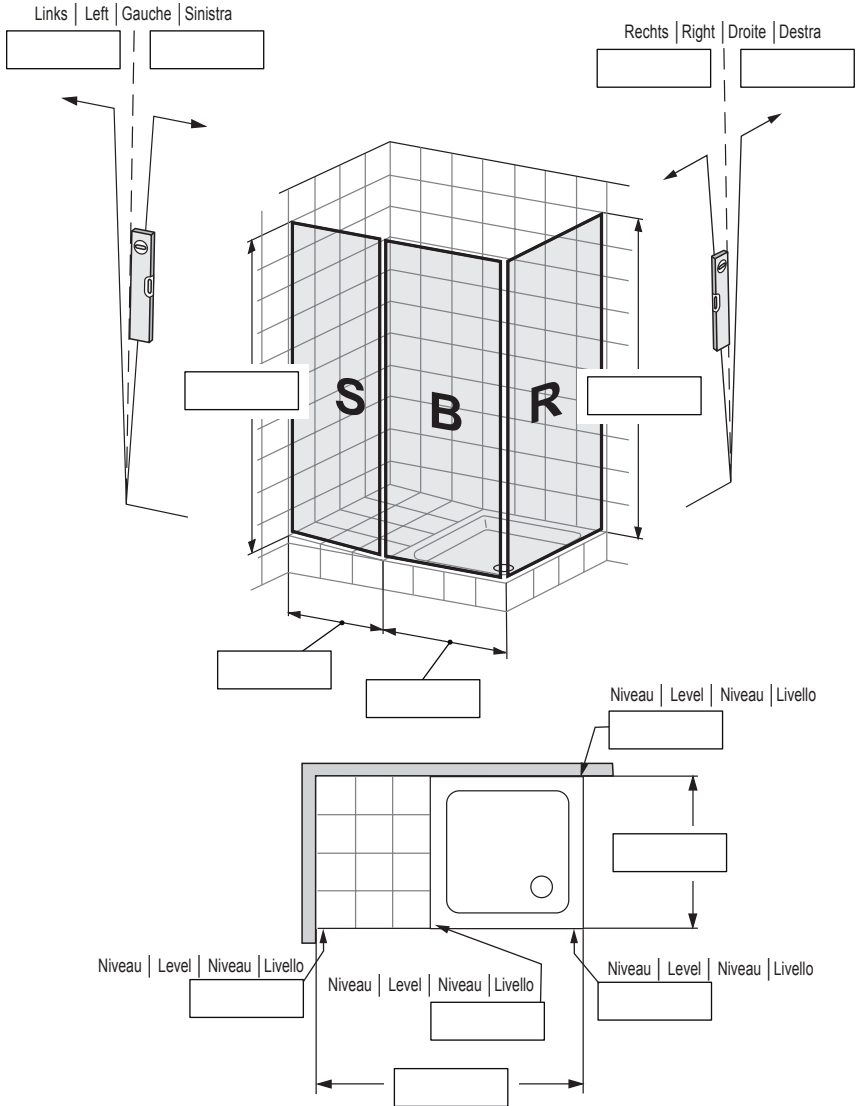 Links | Left | Gauche | Sinistra
Rechts | Right | Droite | Destra
S
B
R
Niveau | Level | Niveau | Livello
Niveau | Level | Niveau | Livello
Niveau | Level | Niveau | Livello
Niveau | Level | Niveau | Livello